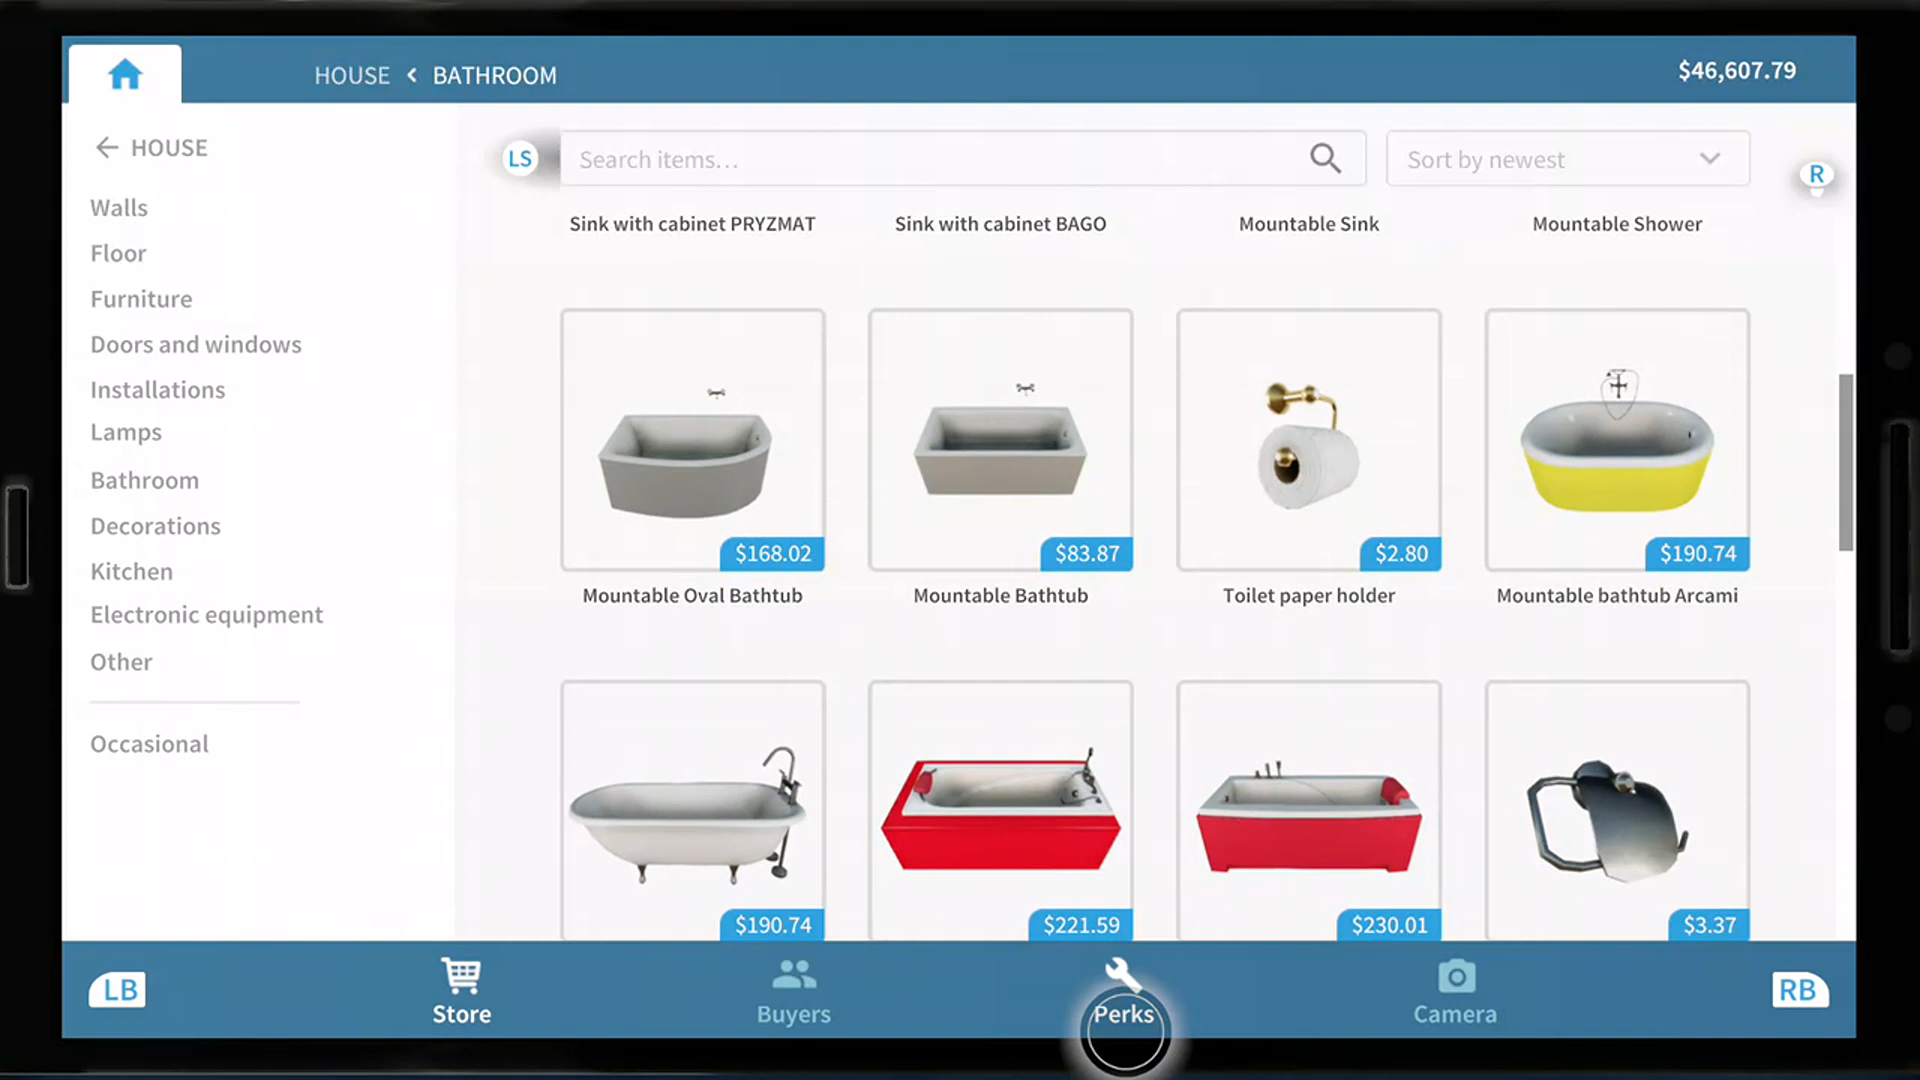 HOUSE < BATHROOM
$46,607.79
HOUSE
Walls
Floor
Furniture
Doors and windows
Installations
Lamps
Bathroom
Decorations
Kitchen
Electronic equipment
Other
Occasional
LS
Search items...
Sort by newest
R
Sink with cabinet PRYZMAT
Sink with cabinet BAGO
Mountable Sink
Mountable Shower
$168.02
$83.87
$2.80
$190.74
Mountable Oval Bathtub
Mountable Bathtub
Toilet paper holder
Mountable bathtub Arcami
$190.74
$221.59
$230.01
$3.37
LB
Store
Buyers
Perks
Camera
RB